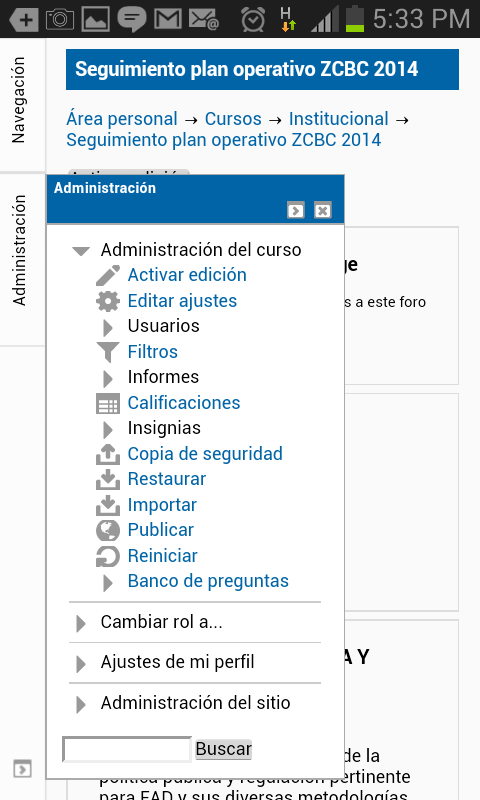 H
5:33 PM
Navegación
Seguimiento plan operativo ZCBC 2014
Área personal → Cursos → Institucional →
Seguimiento plan operativo ZCBC 2014
Administración
Administración
Administración del curso
Activar edición
Editar ajustes
s a este foro
Usuarios
Filtros
Informes
Calificaciones
Insignias
Copia de seguridad
Restaurar
Importar
Publicar
Reiniciar
Banco de preguntas
Cambiar rol a...
A Y
Ajustes de mi perfil
Administración del sitio
Buscar
de la
política pública y regulación pertinente
para EAD y sus diversas metodologías